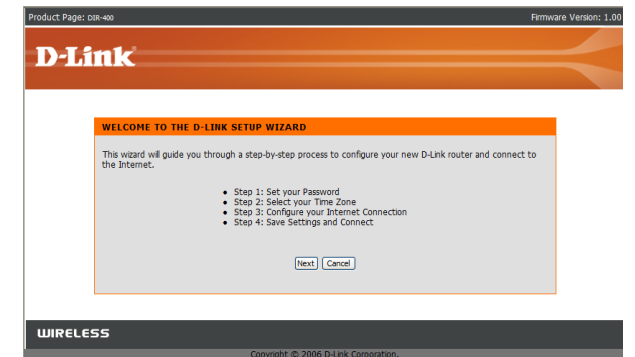 Product Page: DIR-400
Firmware Version: 1.00
D-Link
WELCOME TO THE D-LINK SETUP WIZARD
This wizard will guide you through a step-by-step process to configure your new D-Link router and connect to
the Internet.
Step 1: Set your Password
Step 2: Select your Time Zone
Step 3: Configure your Internet Connection
Step 4: Save Settings and Connect
Next Cancel
WIRELESS
Copyright © 2006 D-Link Corporation.